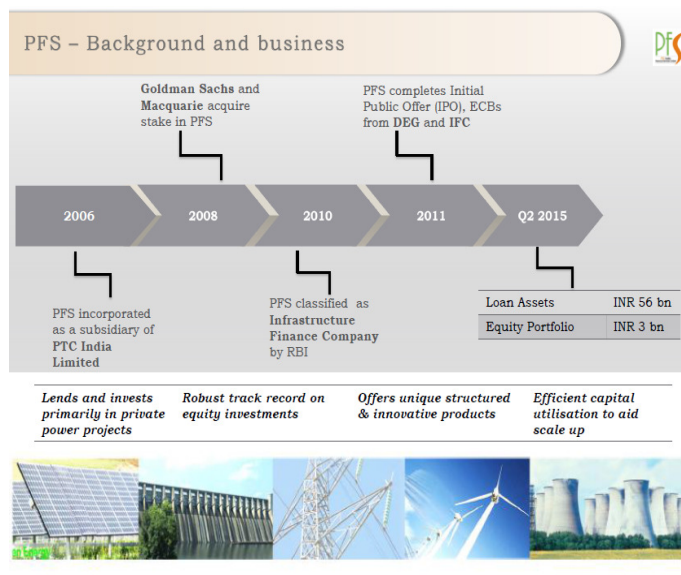 PFS – Background and business
PFS
Goldman Sachs and
Macquarie acquire
stake in PFS
PFS completes Initial
Public Offer (IPO), ECBs
from DEG and IFC
2006
2008
2010
2011
Q2 2015
PFS incorporated
as a subsidiary of
PTC India
Limited
PFS classified as
Infrastructure
Finance Company
by RBI
Loan Assets INR 56 bn
Equity Portfolio INR 3 bn
Lends and invests
primarily in private
power projects
Robust track record on
equity investments
Offers unique structured
& innovative products
Efficient capital
utilisation to aid
scale up